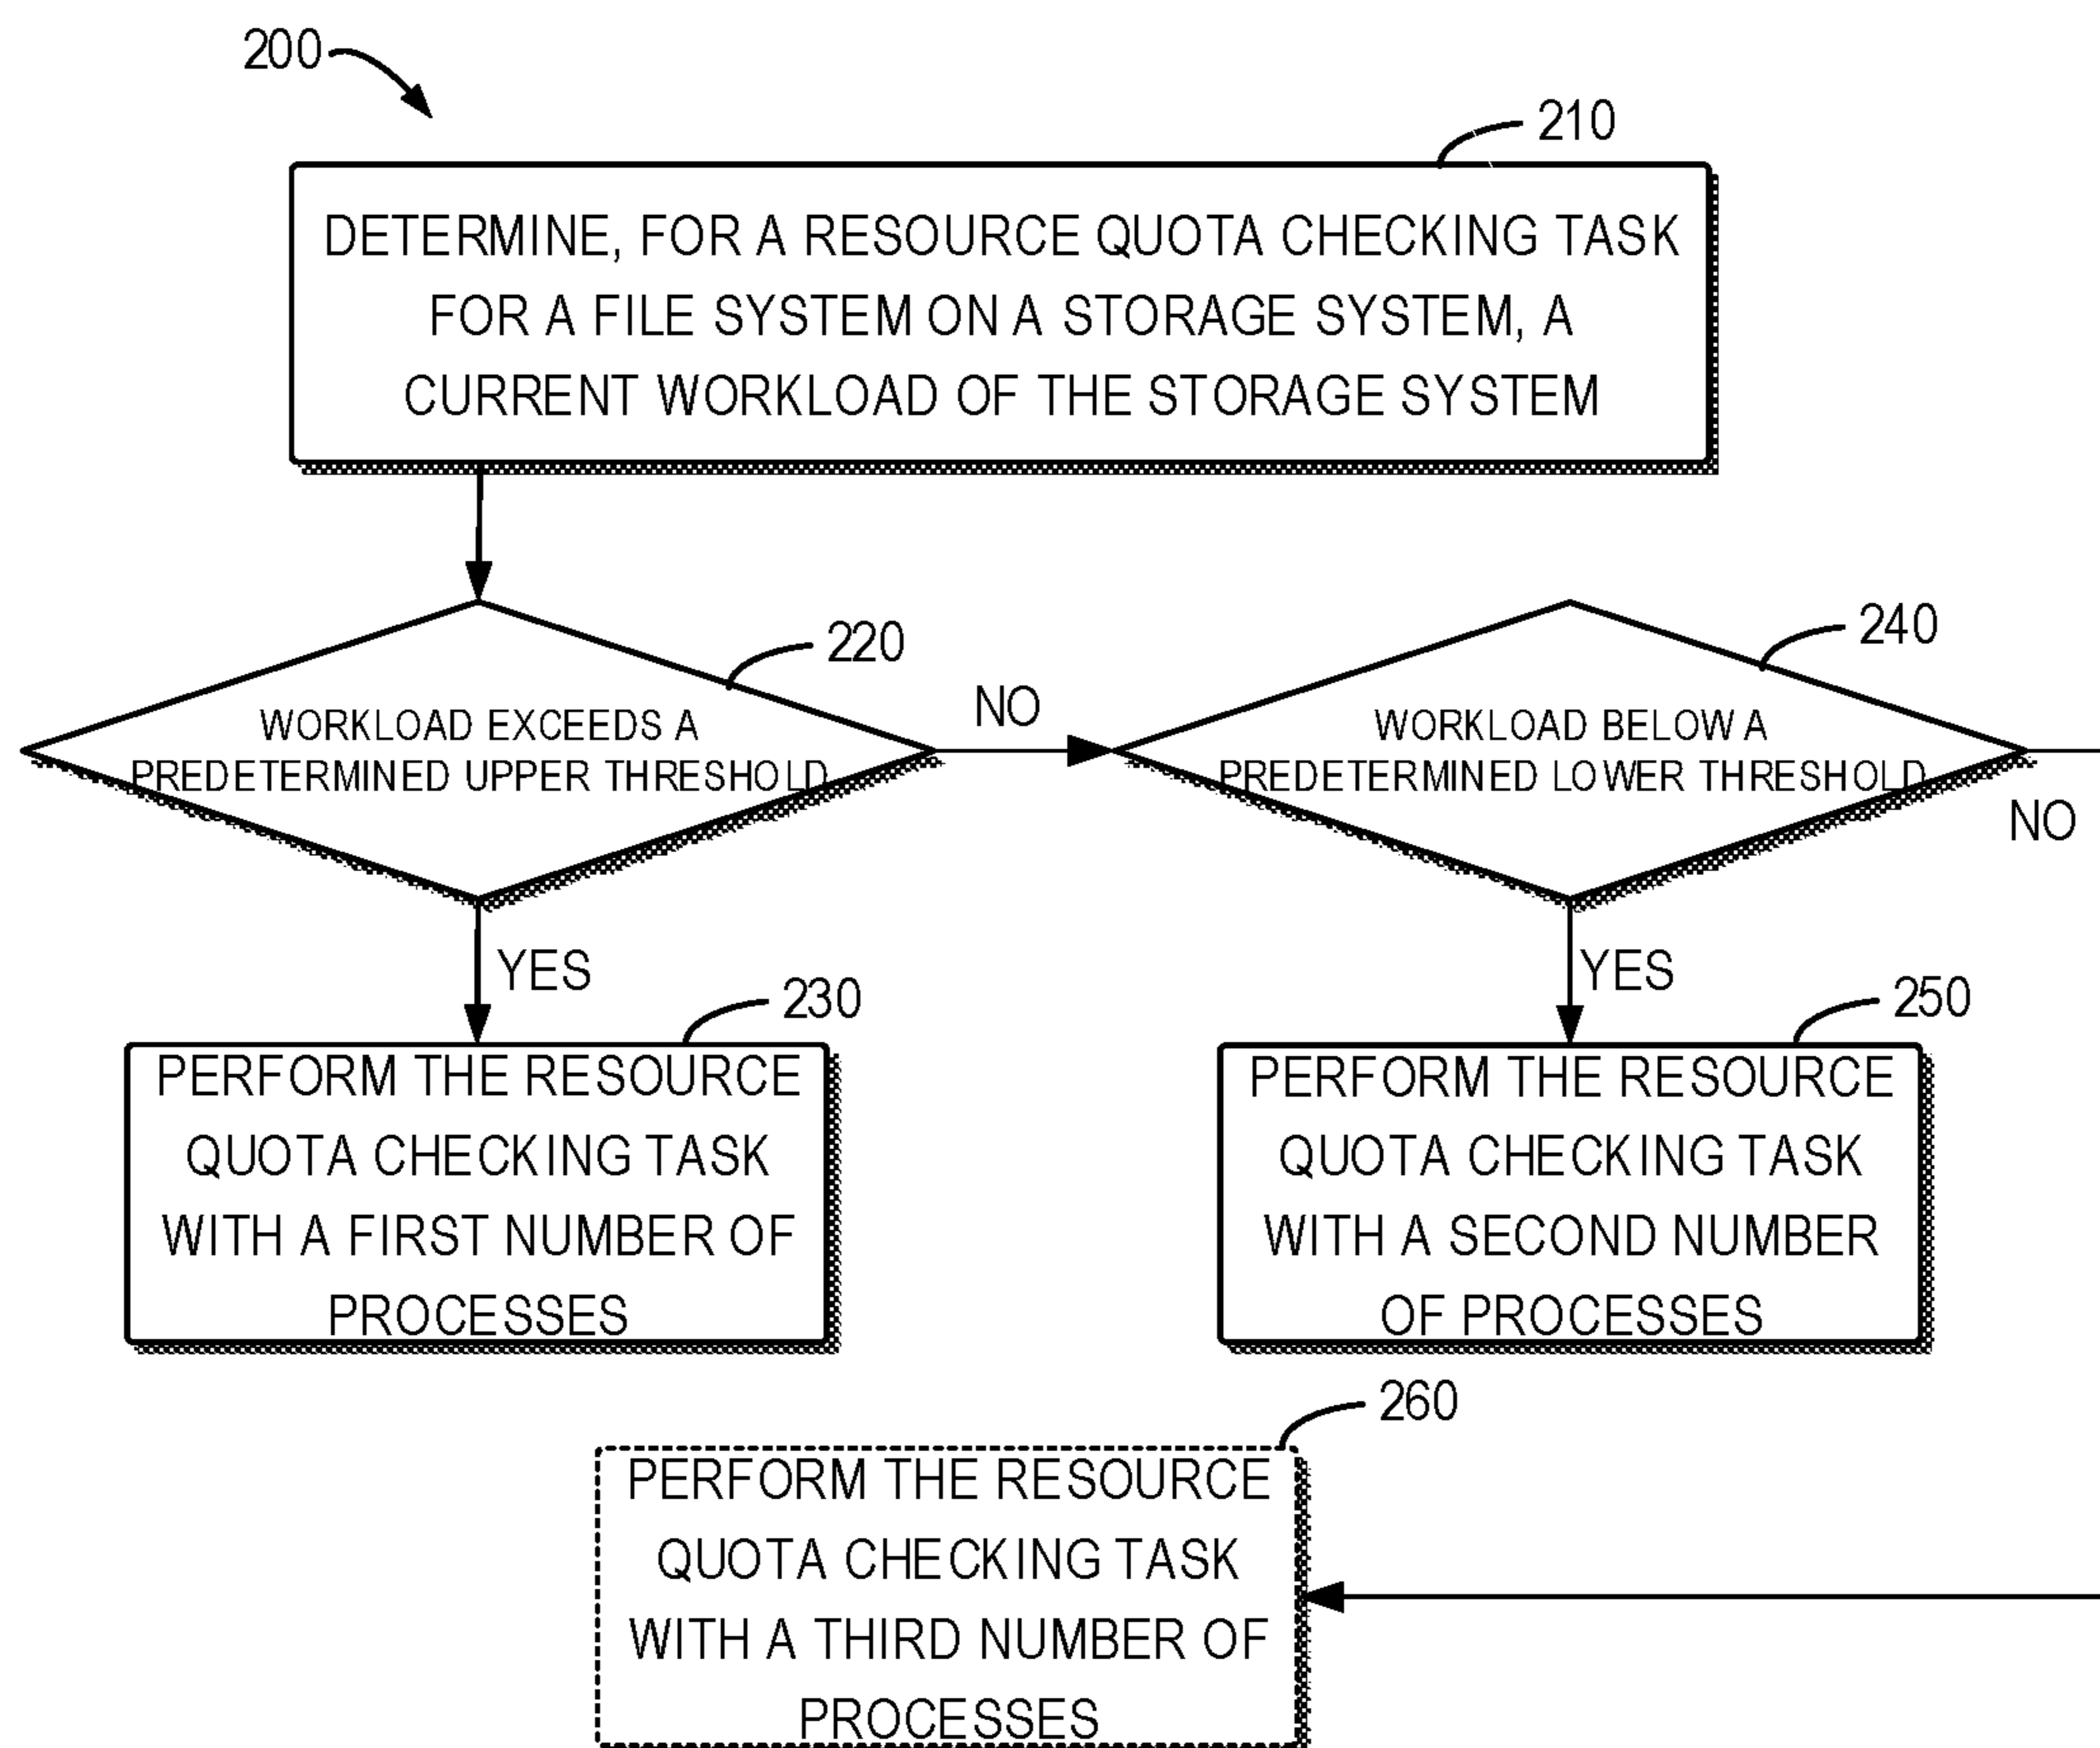 200
210
DETERMINE, FOR A RESOURCE QUOTA CHECKING TASK
FOR A FILE SYSTEM ON A STORAGE SYSTEM, A
CURRENT WORKLOAD OF THE STORAGE SYSTEM
220
WORKLOAD EXCEEDS A
PREDETERMINED UPPER THRESHOLD
NO
240
WORKLOAD BELOW A
PREDETERMINED LOWER THRESHOLD
NO
YES
230
PERFORM THE RESOURCE
QUOTA CHECKING TASK
WITH A FIRST NUMBER OF
PROCESSES
YES
250
PERFORM THE RESOURCE
QUOTA CHECKING TASK
WITH A SECOND NUMBER
OF PROCESSES
260
PERFORM THE RESOURCE
QUOTA CHECKING TASK
WITH A THIRD NUMBER OF
PROCESSES